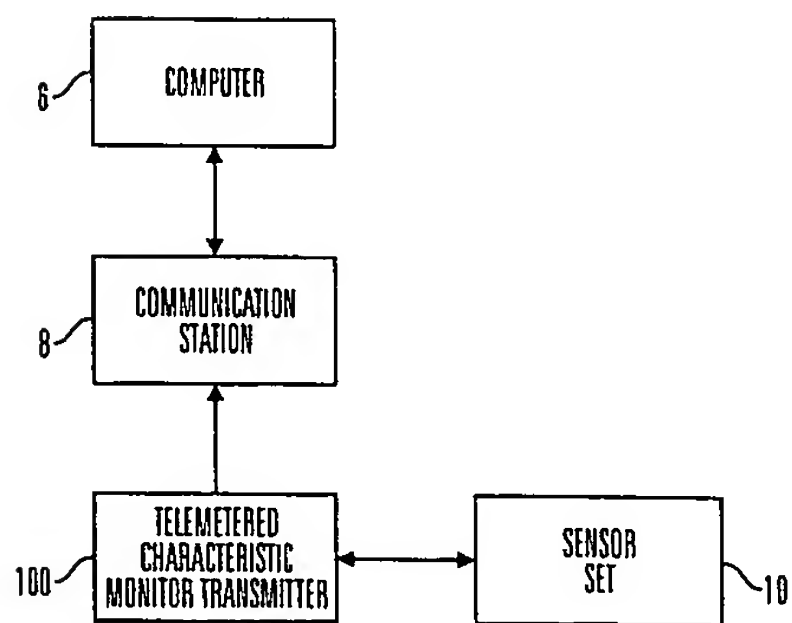 COMPUTER
6
COMMUNICATION
STATION
8
TELEMETERED
CHARACTERISTIC
MONITOR TRANSMITTER
100
SENSOR
SET
10